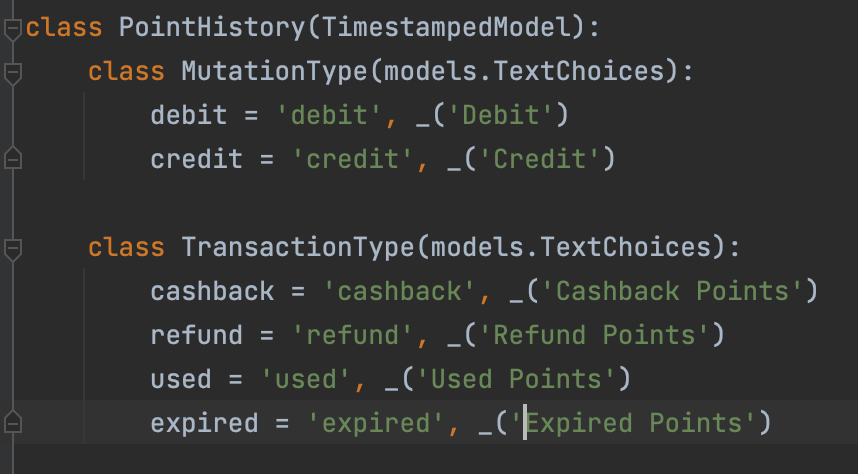 class PointHistory(TimestampedModel):
    class MutationType(models.TextChoices):
        debit = 'debit', _('Debit')
        credit = 'credit', _('Credit')
    class TransactionType(models.TextChoices):
        cashback = 'cashback', _('Cashback Points')
        refund = 'refund', _('Refund Points')
        used = 'used', _('Used Points')
        expired = 'expired', _('Expired Points')